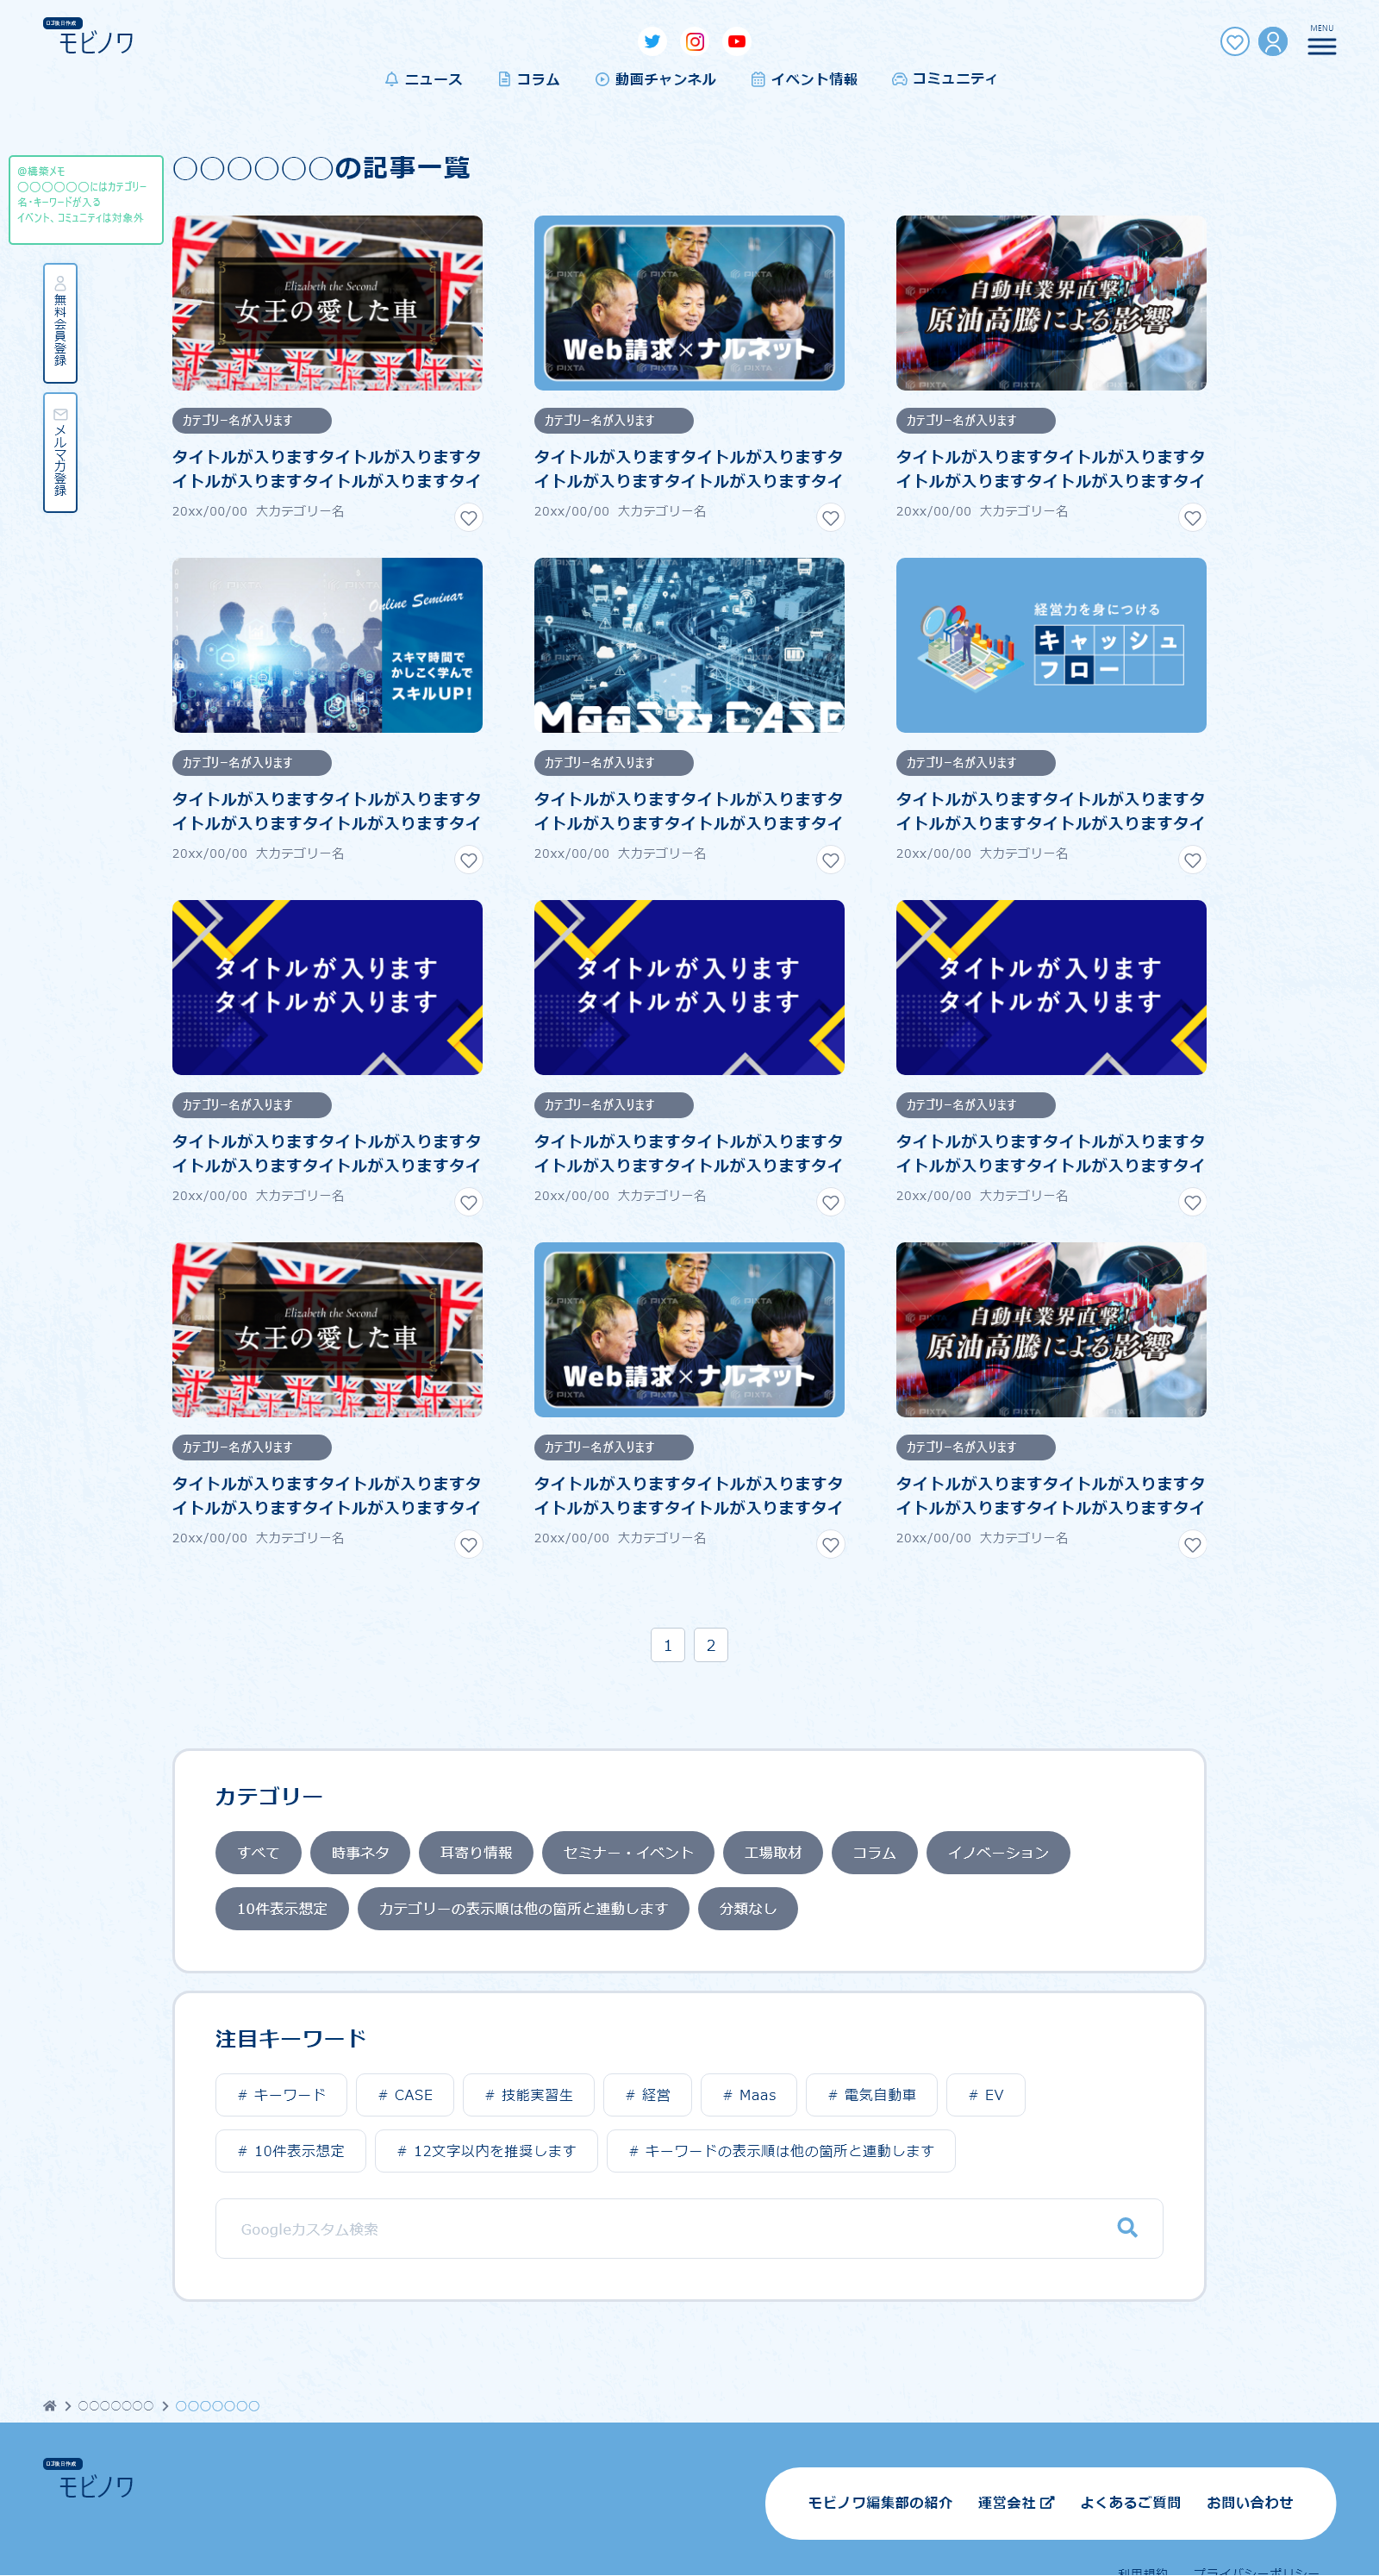 ロゴ後日作成
モビノワ
MENU
ニュース
コラム
動画チャンネル
イベント情報
コミュニティ
@構築メモ
〇〇〇〇〇〇にはカテゴリー
名・キーワードが入る
イベント、コミュニティは対象外
無料会員登録
メルマガ登録
〇〇〇〇〇〇の記事一覧
Elizabeth the Second
女王の愛した車
カテゴリー名が入ります
タイトルが入りますタイトルが入りますタ
イトルが入りますタイトルが入りますタイ
20xx/00/00 大カテゴリー名
PIXTA
Web請求×ナルネット
カテゴリー名が入ります
タイトルが入りますタイトルが入りますタ
イトルが入りますタイトルが入りますタイ
20xx/00/00 大カテゴリー名
自動車業界直撃!
原油高騰による影響
カテゴリー名が入ります
タイトルが入りますタイトルが入りますタ
イトルが入りますタイトルが入りますタイ
20xx/00/00 大カテゴリー名
Online Seminar
スキマ時間で
かしこく学んで
スキルUP!
カテゴリー名が入ります
タイトルが入りますタイトルが入りますタ
イトルが入りますタイトルが入りますタイ
20xx/00/00 大カテゴリー名
MaaS & CASE
カテゴリー名が入ります
タイトルが入りますタイトルが入りますタ
イトルが入りますタイトルが入りますタイ
20xx/00/00 大カテゴリー名
経営力を身につける
キャッシュ
フロー
カテゴリー名が入ります
タイトルが入りますタイトルが入りますタ
イトルが入りますタイトルが入りますタイ
20xx/00/00 大カテゴリー名
タイトルが入ります
タイトルが入ります
カテゴリー名が入ります
タイトルが入りますタイトルが入りますタ
イトルが入りますタイトルが入りますタイ
20xx/00/00 大カテゴリー名
タイトルが入ります
タイトルが入ります
カテゴリー名が入ります
タイトルが入りますタイトルが入りますタ
イトルが入りますタイトルが入りますタイ
20xx/00/00 大カテゴリー名
タイトルが入ります
タイトルが入ります
カテゴリー名が入ります
タイトルが入りますタイトルが入りますタ
イトルが入りますタイトルが入りますタイ
20xx/00/00 大カテゴリー名
Elizabeth the Second
女王の愛した車
カテゴリー名が入ります
タイトルが入りますタイトルが入りますタ
イトルが入りますタイトルが入りますタイ
20xx/00/00 大カテゴリー名
PIXTA
Web請求×ナルネット
カテゴリー名が入ります
タイトルが入りますタイトルが入りますタ
イトルが入りますタイトルが入りますタイ
20xx/00/00 大カテゴリー名
自動車業界直撃!
原油高騰による影響
カテゴリー名が入ります
タイトルが入りますタイトルが入りますタ
イトルが入りますタイトルが入りますタイ
20xx/00/00 大カテゴリー名
1 2
カテゴリー
すべて 時事ネタ 耳寄り情報 セミナー・イベント 工場取材 コラム イノベーション
10件表示想定 カテゴリーの表示順は他の箇所と連動します 分類なし
注目キーワード
# キーワード # CASE # 技能実習生 # 経営 # Maas # 電気自動車 # EV
# 10件表示想定 # 12文字以内を推奨します # キーワードの表示順は他の箇所と連動します
Googleカスタム検索
〇〇〇〇〇〇〇 〇〇〇〇〇〇〇
ロゴ後日作成
モビノワ
モビノワ編集部の紹介 運営会社 よくあるご質問 お問い合わせ
利用規約 プライバシーポリシー